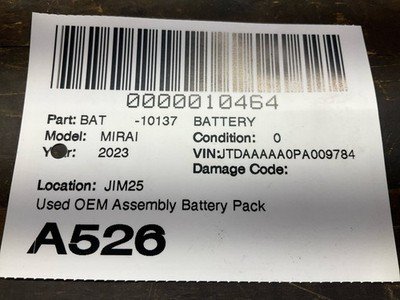 0000010464
Part: BAT -10137 BATTERY
Model: MIRAI Condition: 0
Year: 2023 VIN:JTDAAAAA0PA009784
Damage Code:
Location: JIM25
Used OEM Assembly Battery Pack
A526